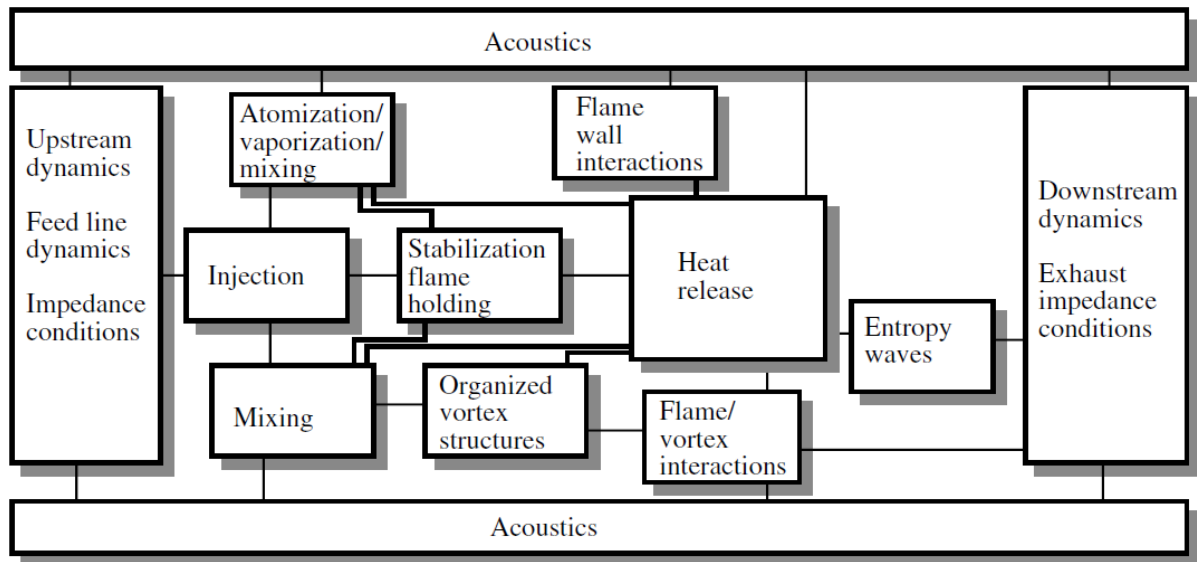 Acoustics
Upstream
dynamics
Feed line
dynamics
Impedance
conditions
Atomization/
vaporization/
mixing
Flame
wall
interactions
Injection
Stabilization
flame
holding
Heat
release
Entropy
waves
Downstream
dynamics
Exhaust
impedance
conditions
Mixing
Organized
vortex
structures
Flame/
vortex
interactions
Acoustics